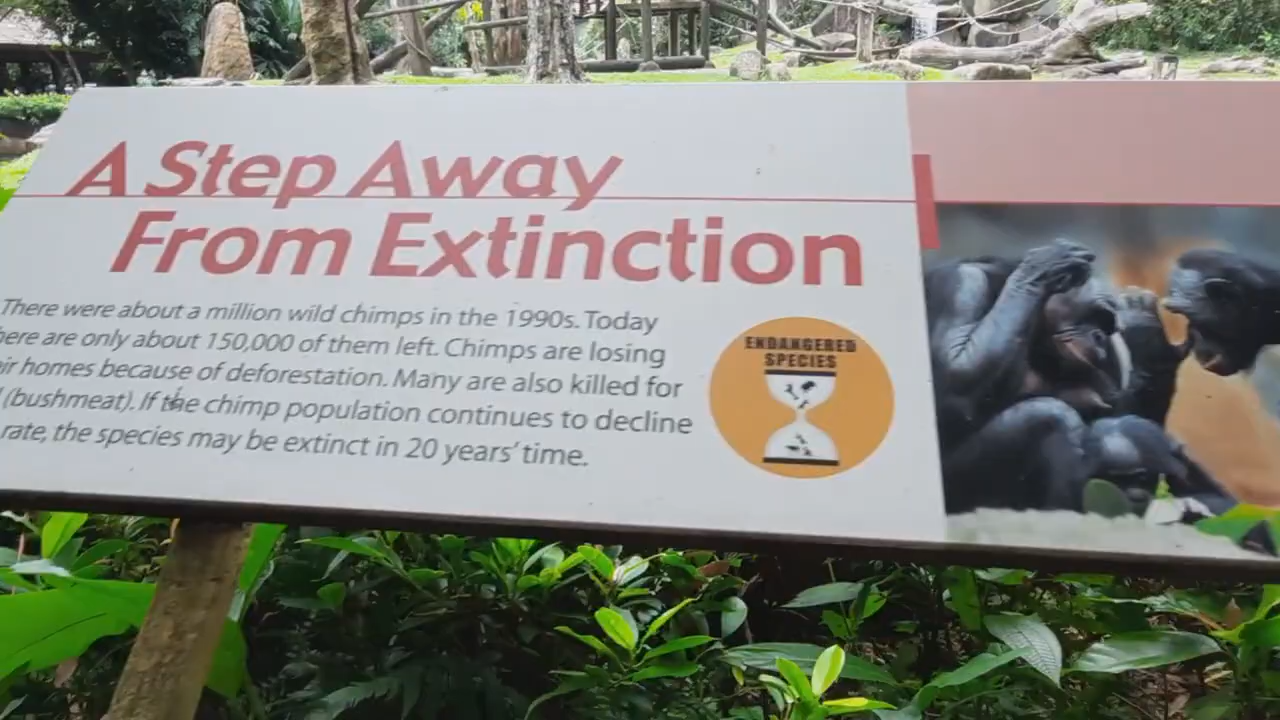 A Step Away
From Extinction
There were about a million wild chimps in the 1990s. Today
here are only about 150,000 of them left. Chimps are losing
ir homes because of deforestation. Many are also killed for
(bushmeat). If the chimp population continues to decline
rate, the species may be extinct in 20 years' time.
ENDANGERED
SPECIES